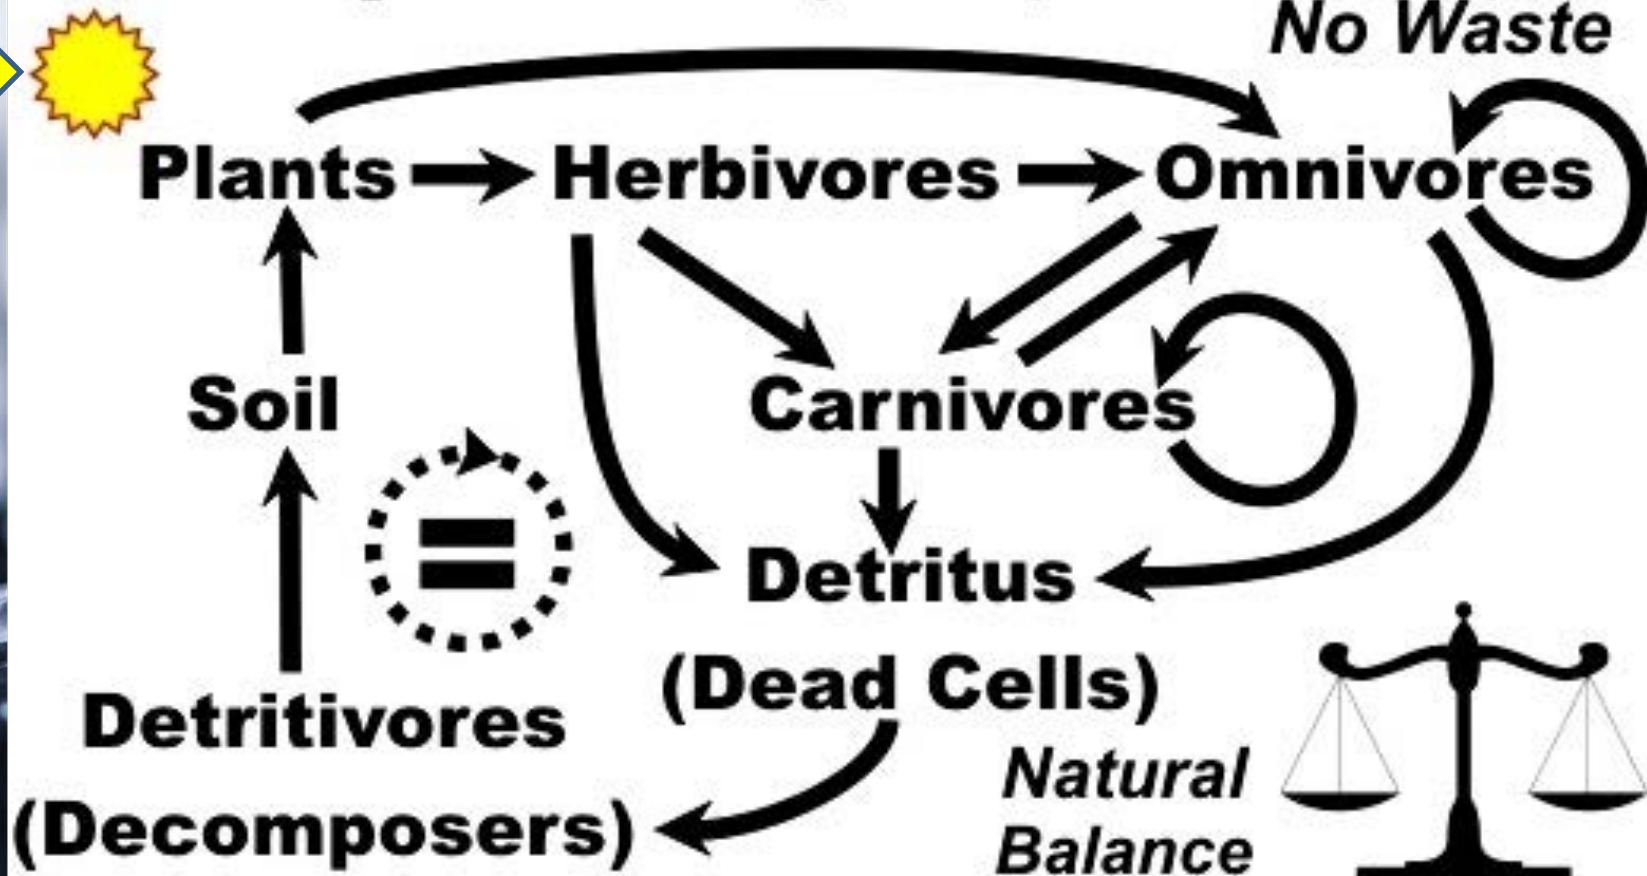 No Waste
Plants Herbivores Omnivores
Soil
Carnivores
=
Detritus
(Dead Cells)
Detritivores
(Decomposers)
Natural
Balance